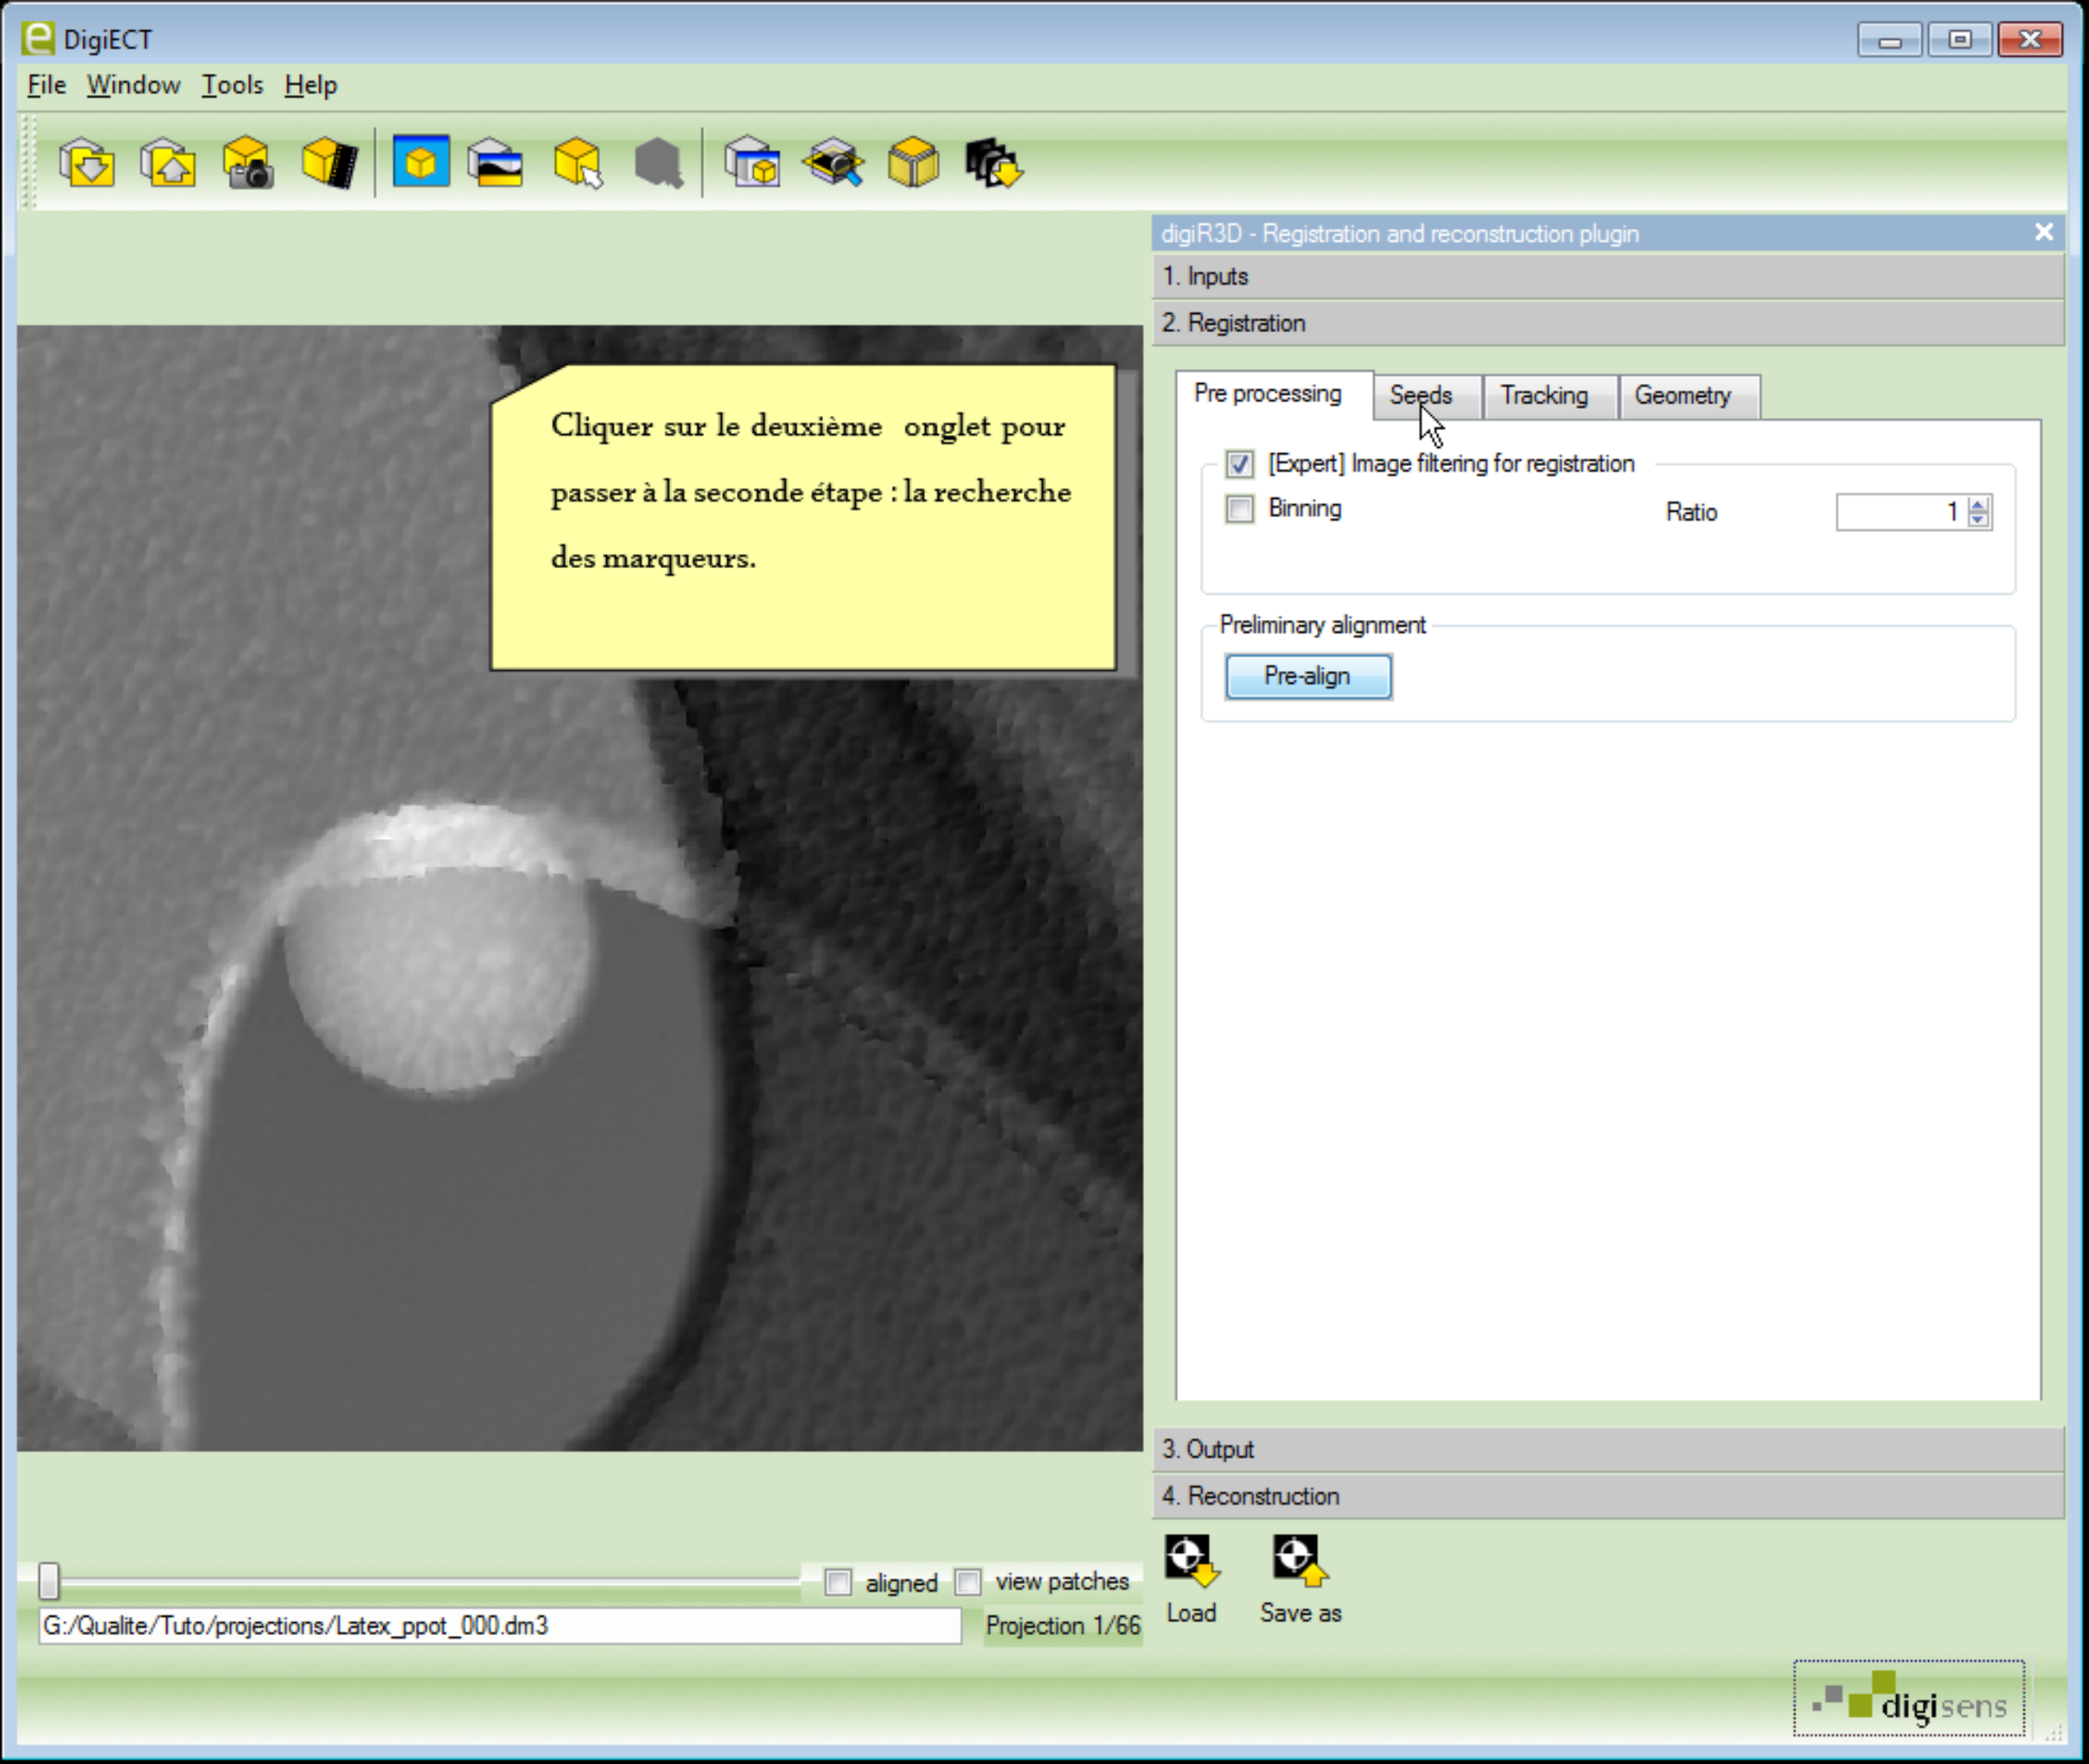 DigiECT
File Window Tools Help
digiR3D - Registration and reconstruction plugin
1. Inputs
2. Registration
Pre processing Seeds Tracking Geometry
[Expert] Image filtering for registration
Binning Ratio 1
Preliminary alignment
Pre-align
Cliquer sur le deuxième onglet pour
passer à la seconde étape : la recherche
des marqueurs.
3. Output
4. Reconstruction
Load Save as
aligned view patches
G:/Qualite/Tuto/projections/Latex_ppot_000.dm3 Projection 1/66
digisens